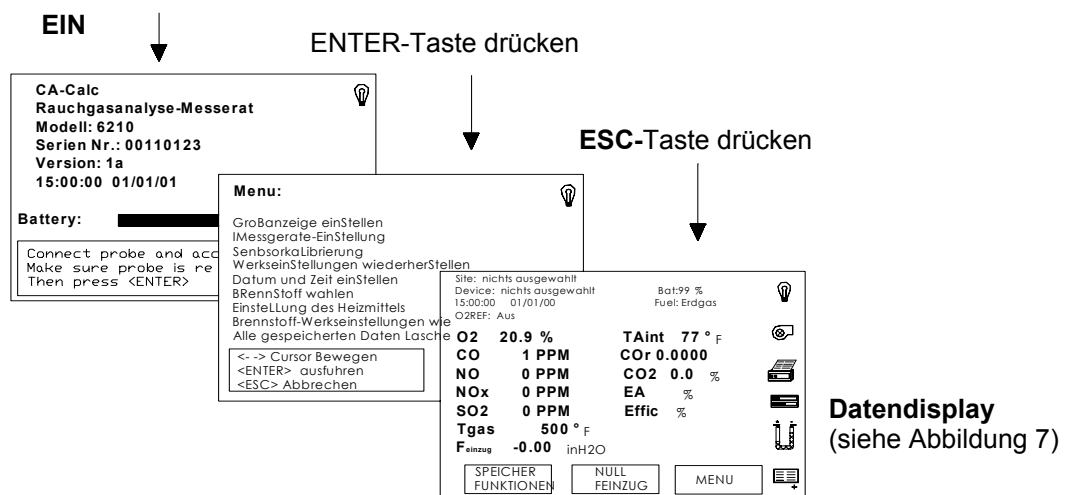 EIN
ENTER-Taste drücken
ESC-Taste drücken
CA-Calc
Rauchgasanalyse-Messerat
Modell: 6210
Serien Nr.: 00110123
Version: 1a
15:00:00 01/01/01
Battery:
Connect probe and acc
Make sure probe is re
Then press <ENTER>
Menu:
GroBanzeige einStellen
IMessgerate-EinStellung
SenbsorkaLibrierung
WerkseinStellungen wiederherStellen
Datum und Zeit einStellen
BRennStoff wahlen
EinsteLLung des Heizmittels
Brennstoff-Werkseinstellungen wie
Alle gespeicherten Daten Lasche
<- -> Cursor Bewegen
<ENTER> ausfuhren
<ESC> Abbrechen
Site: nichts ausgewahlt
Device: nichts ausgewahlt Bat:99 %
15:00:00 01/01/00 Fuel: Erdgas
O2REF: Aus
O2 20.9 % TAint 77 ° F
CO 1 PPM COr 0.0000
NO 0 PPM CO2 0.0 %
NOx 0 PPM EA %
SO2 0 PPM Effic %
Tgas 500 ° F
Feinzug -0.00 inH2O
SPEICHER FUNKTIONEN
NULL FEINZUG
MENU
Datendisplay
(siehe Abbildung 7)